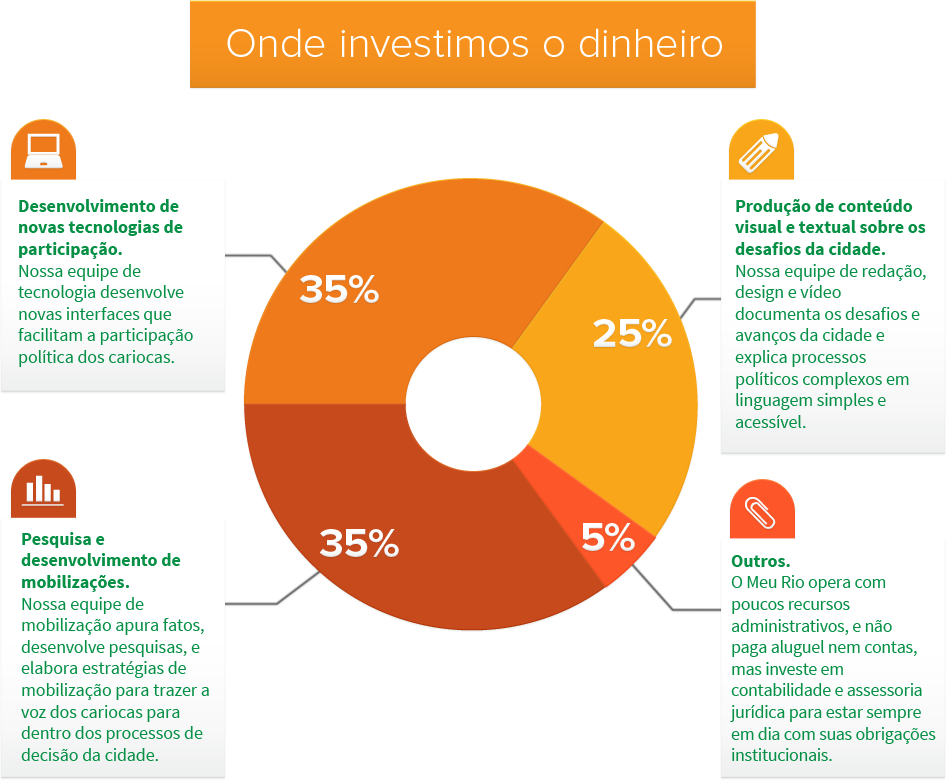 Onde investimos o dinheiro
Desenvolvimento de
novas tecnologias de
participação.
Nossa equipe de
tecnologia desenvolve
novas interfaces que
facilitam a participação
política dos cariocas.
35%
25%
Produção de conteúdo
visual e textual sobre os
desafios da cidade.
Nossa equipe de redação,
design e vídeo
documenta os desafios e
avanços da cidade e
explica processos
políticos complexos em
linguagem simples e
acessível.
Pesquisa e
desenvolvimento de
mobilizações.
Nossa equipe de
mobilização apura fatos,
desenvolve pesquisas, e
elabora estratégias de
mobilização para trazer a
voz dos cariocas para
dentro dos processos de
decisão da cidade.
35%
5%
Outros.
O Meu Rio opera com
poucos recursos
administrativos, e não
paga aluguel nem contas,
mas investe em
contabilidade e assessoria
jurídica para estar sempre
em dia com suas obrigações
institucionais.